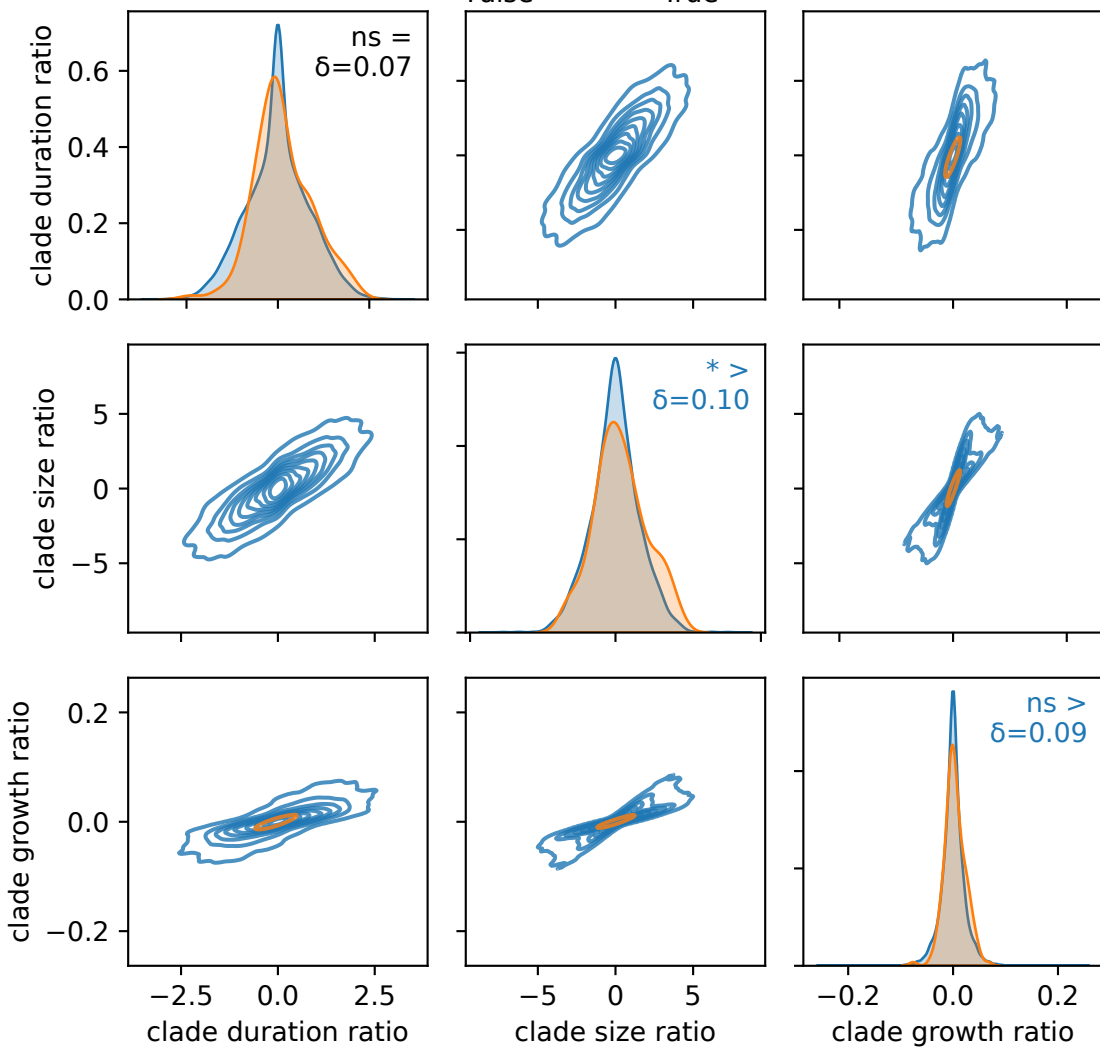 clade duration ratio
0.6
0.4
0.2
0.0
ns =
δ=0.07
clade size ratio
5
0
−5
* >
δ=0.10
clade growth ratio
0.2
0.0
−0.2
ns >
δ=0.09
−2.5 0.0 2.5
−5 0 5
−0.2 0.0 0.2
clade duration ratio
clade size ratio
clade growth ratio